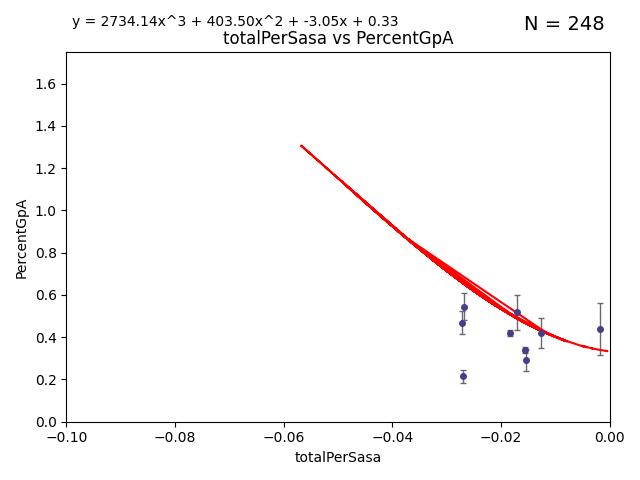 y = 2734.14x^3 + 403.50x^2 + -3.05x + 0.33
N = 248
totalPerSasa vs PercentGpA
1.6
1.4
1.2
1.0
0.8
0.6
0.4
0.2
0.0
PercentGpA
−0.10 −0.08 −0.06 −0.04 −0.02 0.00
totalPerSasa